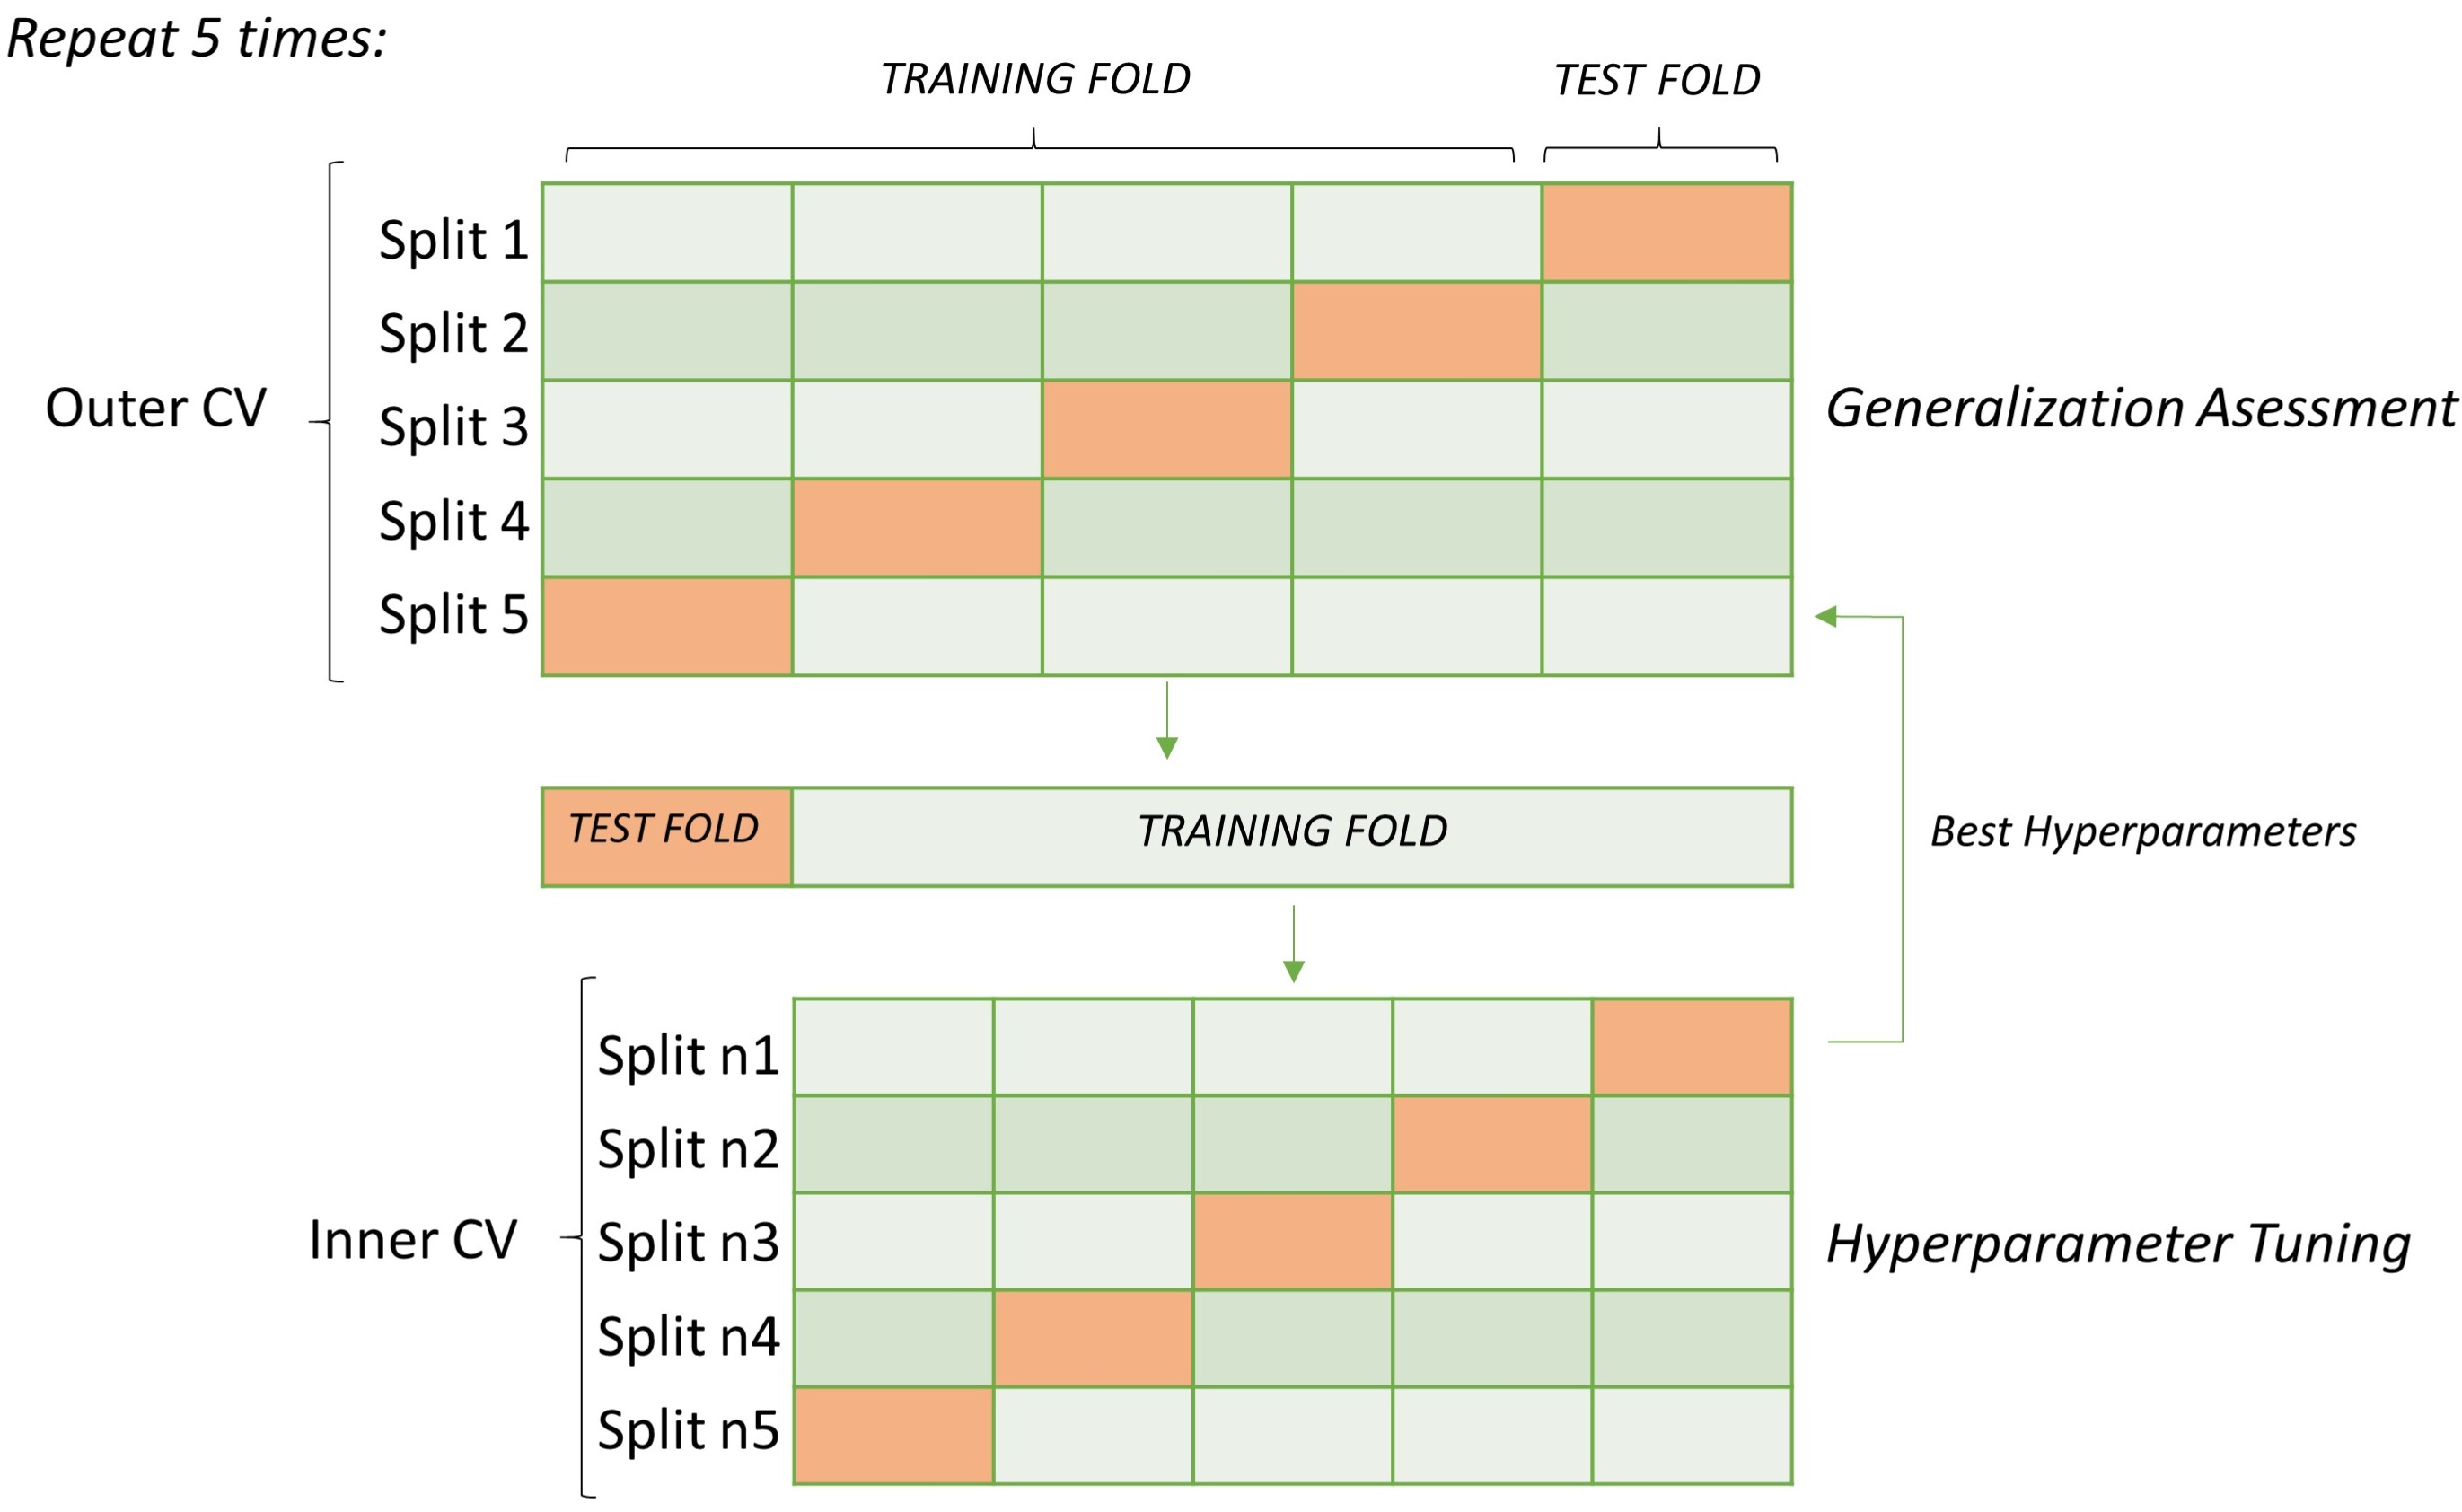 Repeat 5 times:
TRAINING FOLD
TEST FOLD
Split 1
Split 2
Outer CV
Split 3
Generalization Asessment
Split 4
Split 5
TEST FOLD
TRAINING FOLD
Best Hyperparameters
Split n1
Split n2
Inner CV
Split n3
Hyperparameter Tuning
Split n4
Split n5